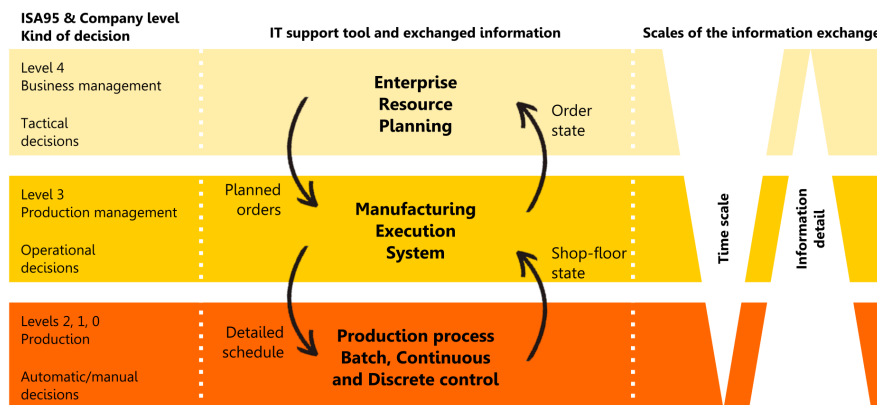 ISA95 & Company level
Kind of decision
IT support tool and exchanged information
Scales of the information exchange
Level 4
Business management
Tactical
decisions
Enterprise
Resource
Planning
Order
state
Level 3
Production management
Operational
decisions
Planned
orders
Manufacturing
Execution
System
Shop-floor
state
Time scale
Information
detail
Levels 2, 1, 0
Production
Automatic/manual
decisions
Detailed
schedule
Production process
Batch, Continuous
and Discrete control